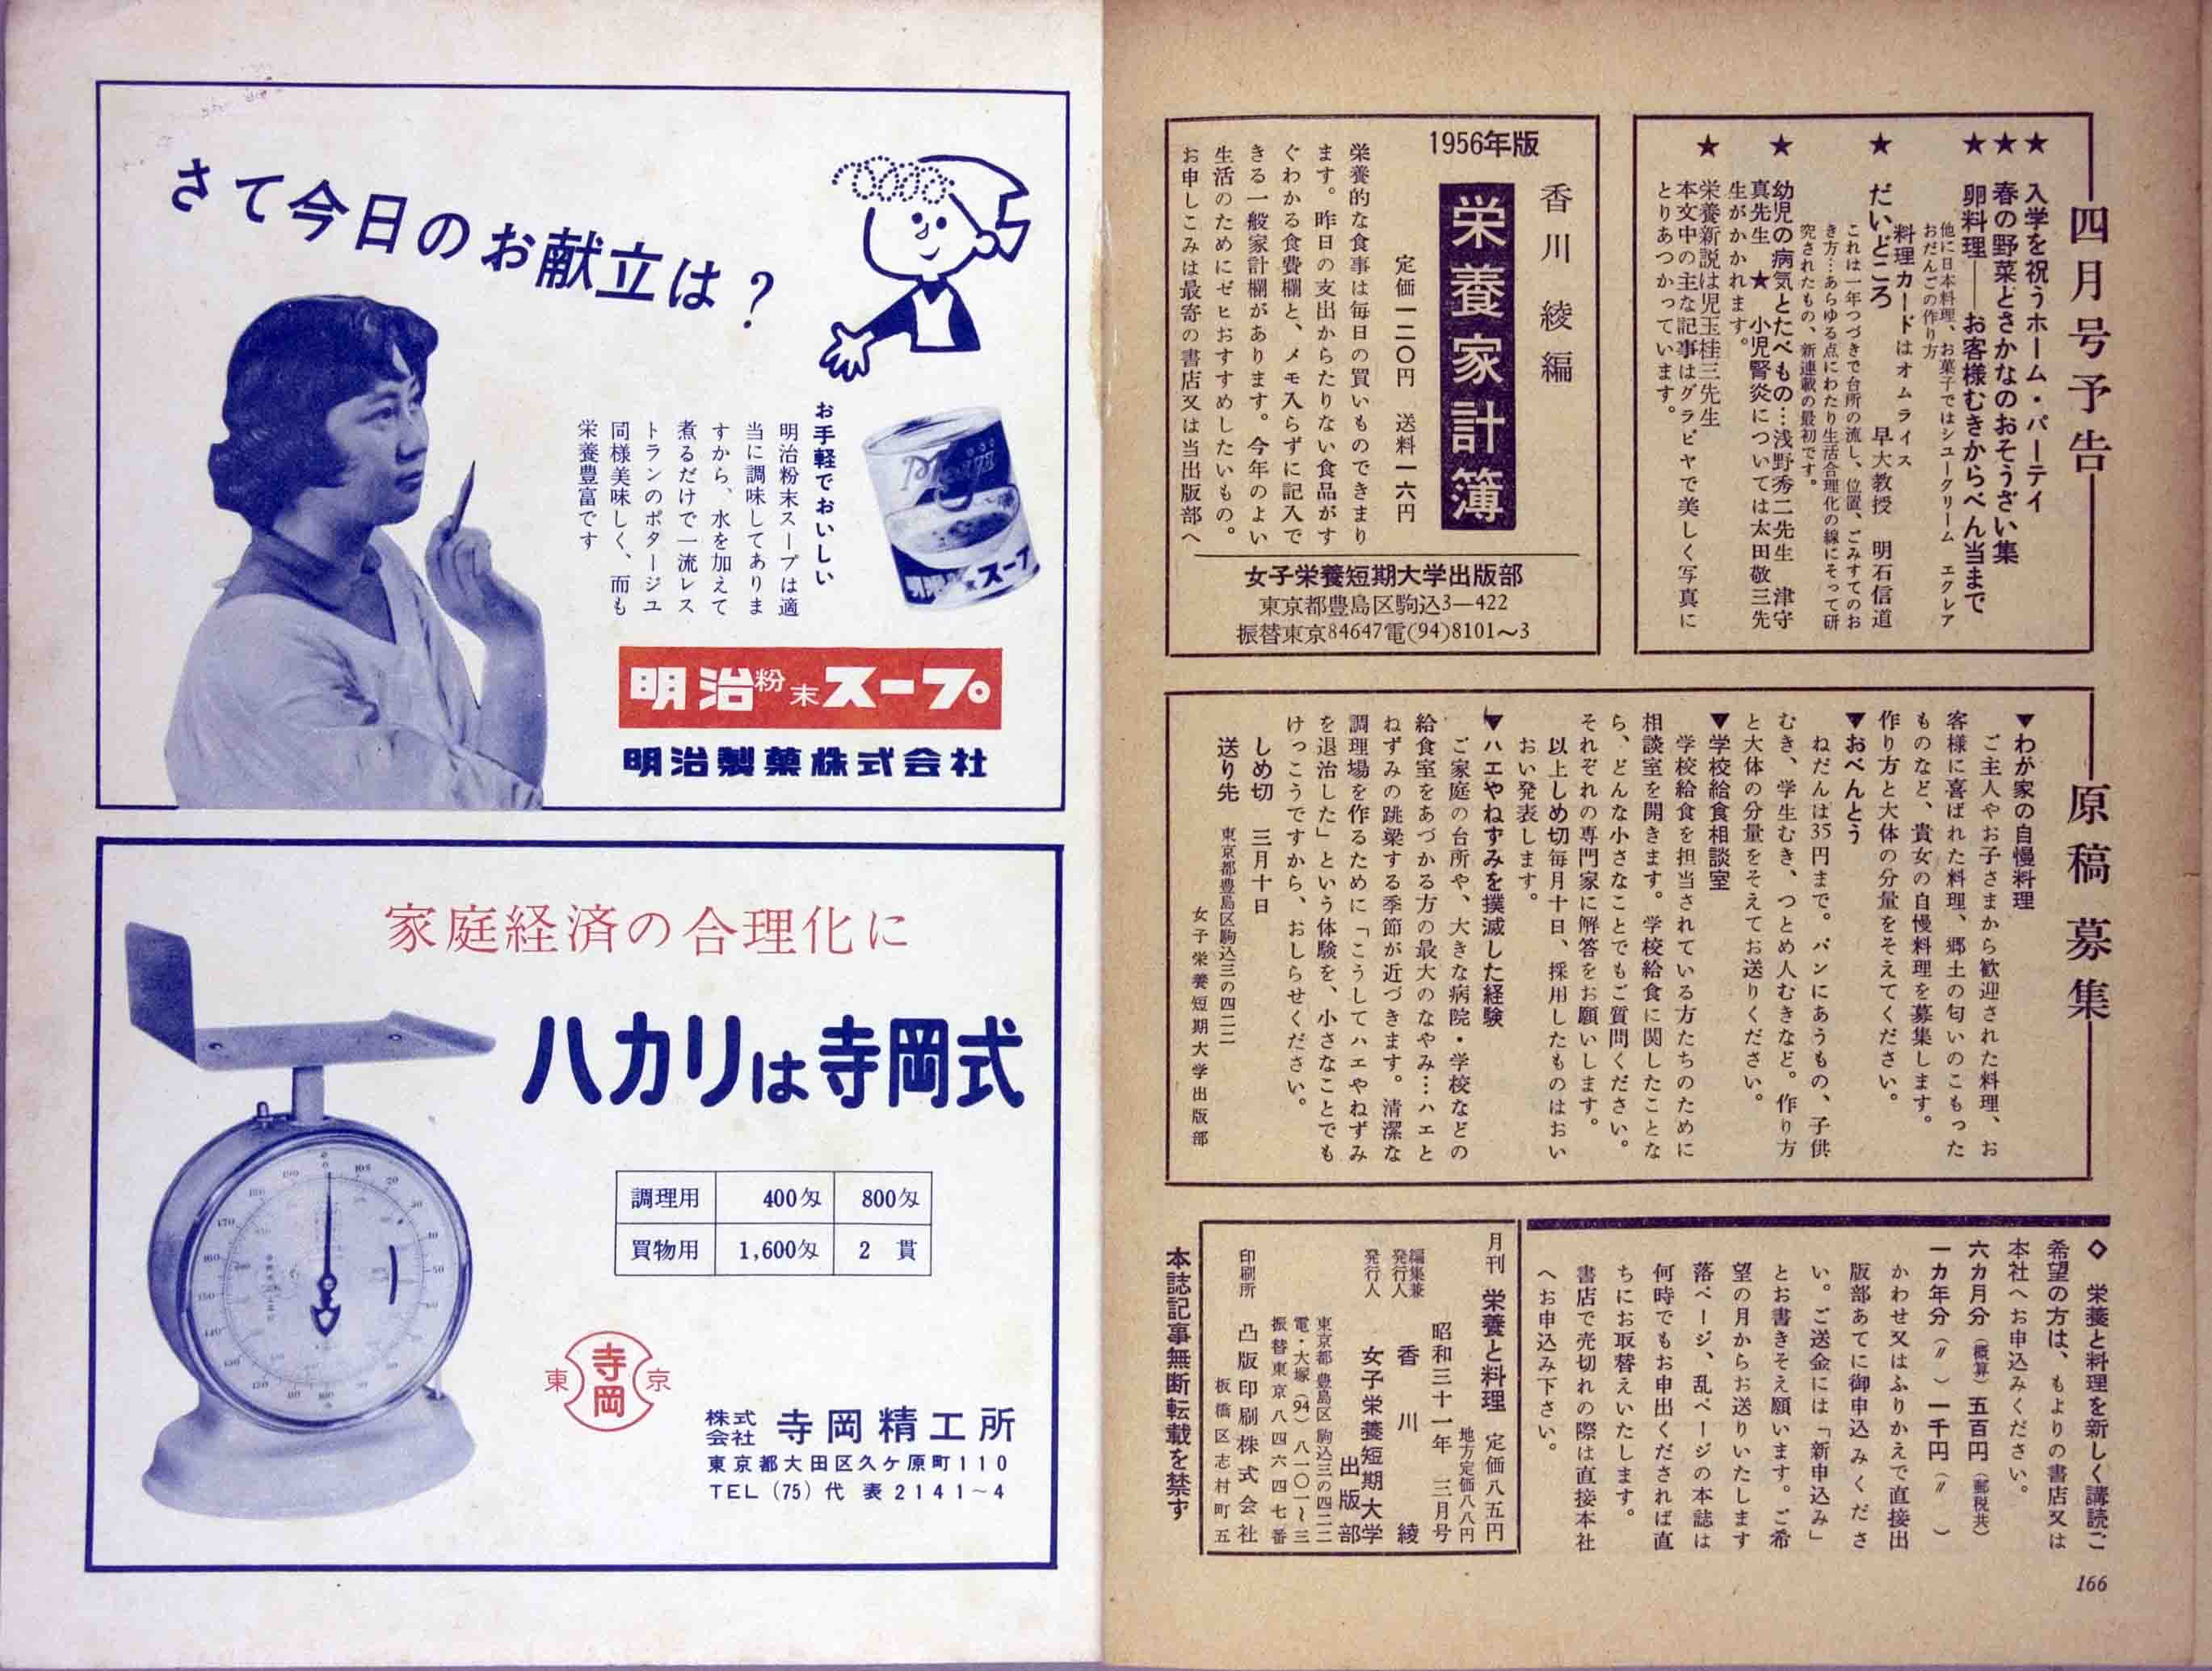 四月号予告
★ 入学を祝うホーム・パーティ
★ 春の野菜とさかなのおそうざい集
★ 卵料理――お客様むきからべん当まで
他に日本料理、お菓子ではシュークリーム エクレア
おだんごの作り方
料理カードはオムライス
★ だいどころ 早大教授 明石信道
これは一年つづきで台所の流し、位置、ごみすてのお
き方…あらゆる点にわたり生活合理化の線にそって研
究されたもの、新連載の最初です。
★ 幼児の病気とたべもの…浅野秀二先生 津守
真先生 ★ 小児腎炎については太田敬三先
生がかかれます。
★ 栄養新説は児玉桂三先生
本文中の主な記事はグラビヤで美しく写真に
とりあつかっています。
香川 綾編
1956年版
栄養家計簿
定価一二〇円 送料一六円
栄養的な食事は毎日の買いものできまり
ます。昨日の支出からたりない食品がす
ぐわかる食費欄と、メモ入らずに記入で
きる一般家計欄があります。今年のよい
生活のためにゼヒおすすめしたいもの。
お申しこみは最寄の書店又は当出版部へ
女子栄養短期大学出版部
東京都豊島区駒込3―422
振替東京84647電(94)8101〜3
原稿募集
▼わが家の自慢料理
ご主人やお子さまから歓迎された料理、お
客様に喜ばれた料理、郷土の匂いのこもった
ものなど、貴女の自慢料理を募集します。
作り方と大体の分量をそえてください。
▼おべんとう
ねだんは35円まで。パンにあうもの、子供
むき、学生むき、つとめ人むきなど。作り方
と大体の分量をそえてお送りください。
▼学校給食相談室
学校給食を担当されている方たちのために
相談室を開きます。学校給食に関したことな
ら、どんな小さなことでもご質問ください。
それぞれの専門家に解答をお願いします。
以上しめ切毎月十日、採用したものはおい
おい発表します。
▼ハエやねずみを撲滅した経験
ご家庭の台所や、大きな病院・学校などの
給食室をあづかる方の最大のなやみ…ハエと
ねずみの跳梁する季節が近づきます。清潔な
調理場を作るために「こうしてハエやねずみ
を退治した」という体験を、小さなことでも
けっこうですから、おしらせください。
しめ切 三月十日
送り先 東京都豊島区駒込三の四二二
女子栄養短期大学出版部
◇ 栄養と料理を新しく講読ご
希望の方は、もよりの書店又は
本社へお申込みください。
六カ月分(概算)五百円(郵税共)
一カ年分(〃)一千円(〃)
かわせ又はふりかえで直接出
版部あてに御申込みくださ
い。ご送金には「新申込み」
とお書きそえ願います。ご希
望の月からお送りいたします
落ページ、乱ページの本誌は
何時でもお申出くだされば直
ちにお取替えいたします。
書店で売切れの際は直接本社
へお申込み下さい。
月刊 栄養と料理 定価八五円
地方定価八八円
昭和三十一年 三月号
編集兼
発行人 香川 綾
発行人 女子栄養短期大学
出版部
東京都豊島区駒込三の四二二
電・大塚(94)八一〇一〜三
振替東京八四六四七番
印刷所 凸版印刷株式会社
板橋区志村町五
本誌記事無断転載を禁ず
166
さて今日のお献立は?
お手軽でおいしい
明治粉末スープは適
当に調味してありま
すから、水を加えて
煮るだけで一流レス
トランのポタージュ
同様美味しく、而も
栄養豊富です
明治粉末スープ
明治製菓株式会社
家庭経済の合理化に
ハカリは寺岡式
調理用 400匁 800匁
買物用 1,600匁 2 貫
東 寺岡 京
株式会社 寺岡精工所
東京都大田区久ケ原町110
TEL (75) 代表2141〜4